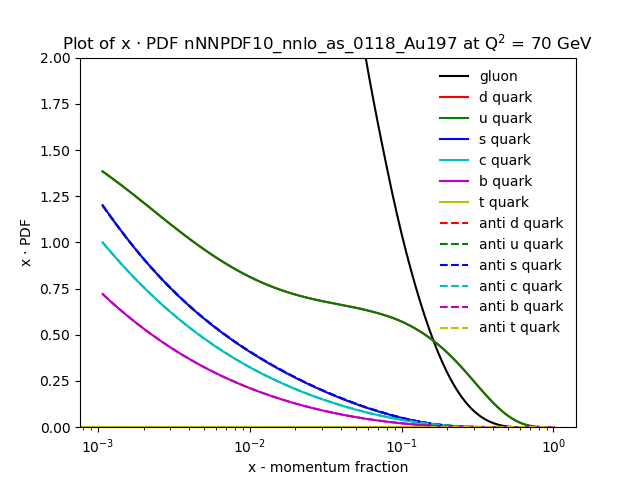 Plot of x · PDF nNNPDF10_nnlo_as_0118_Au197 at Q² = 70 GeV
2.00
1.75
1.50
1.25
1.00
0.75
0.50
0.25
0.00
x · PDF
gluon
d quark
u quark
s quark
c quark
b quark
t quark
anti d quark
anti u quark
anti s quark
anti c quark
anti b quark
anti t quark
10⁻³ 10⁻² 10⁻¹ 10⁰
x - momentum fraction